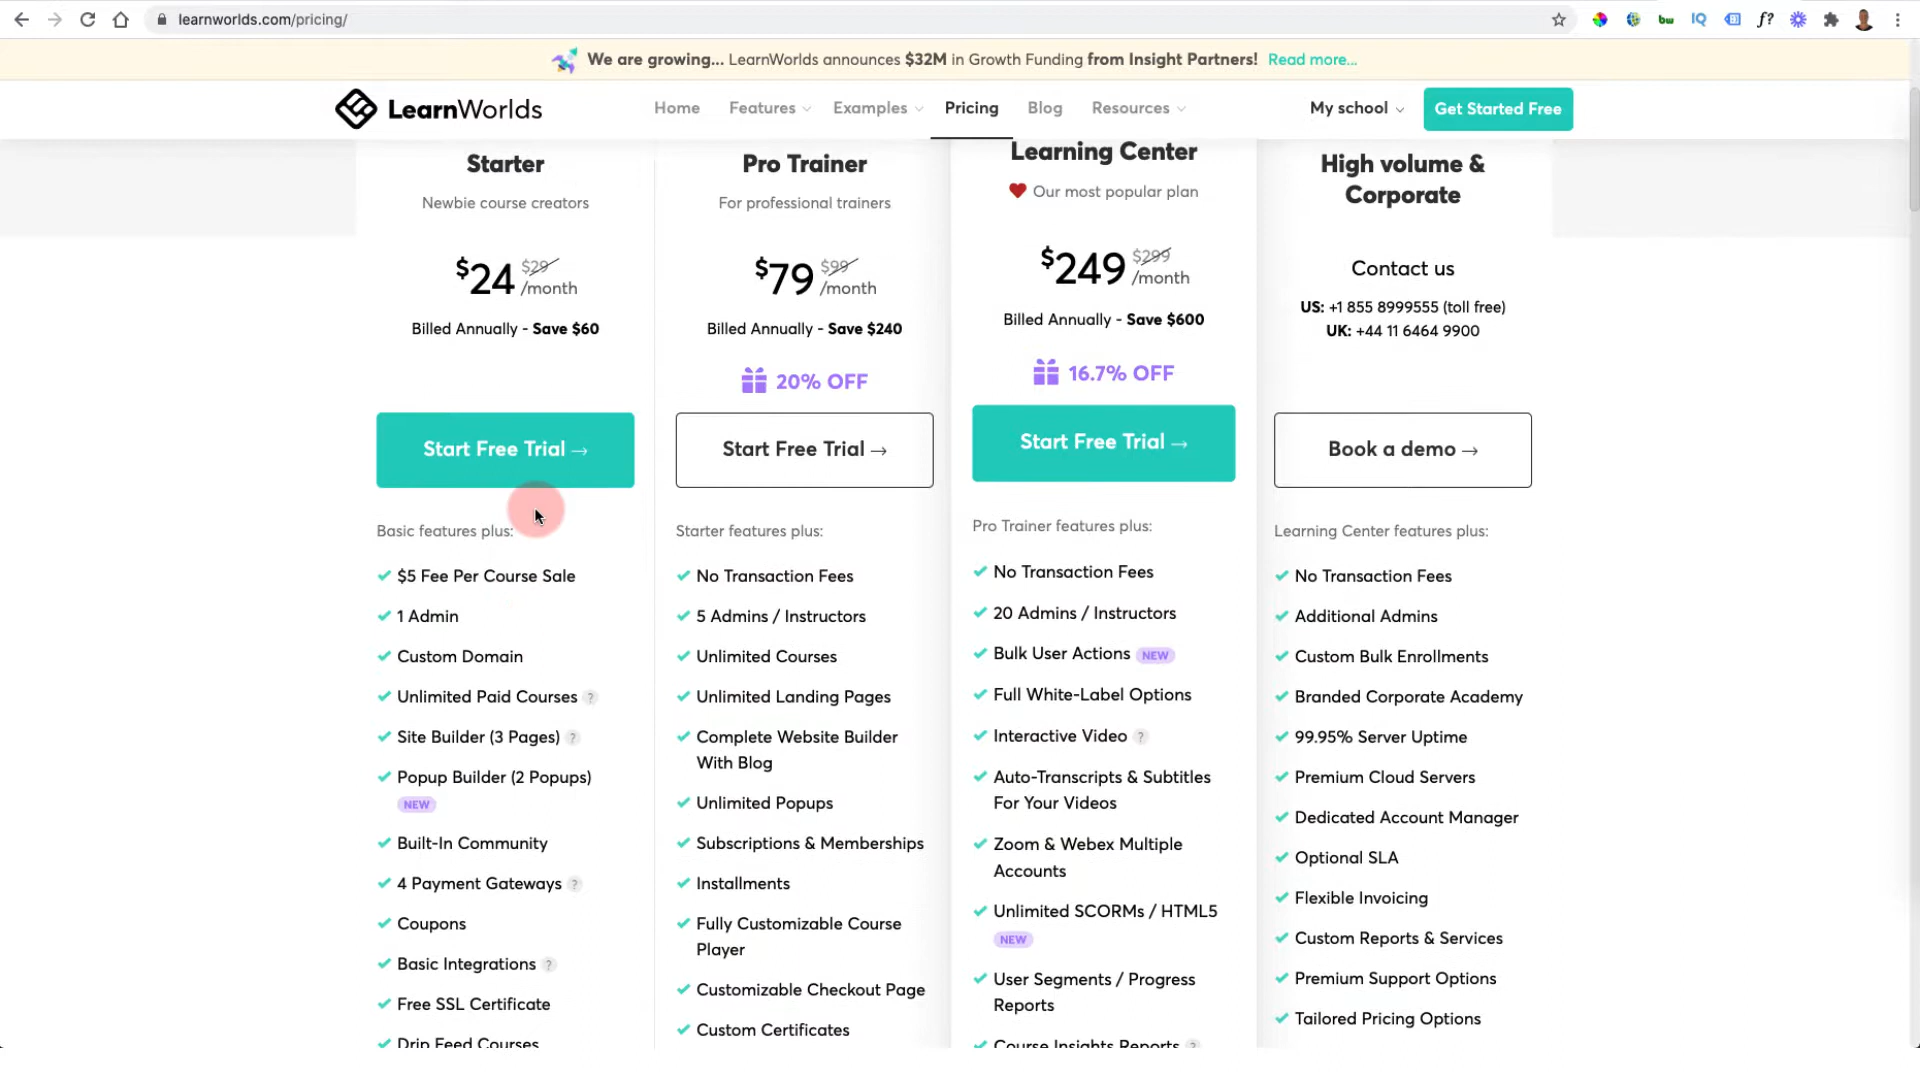 learnworlds.com/pricing/
bw
IQ
f?
We are growing... LearnWorlds announces $32M in Growth Funding from Insight Partners! Read more...
LearnWorlds
Home
Features
Examples
Pricing
Blog
Resources
My school
Get Started Free
Starter
Newbie course creators
$24 $29 /month
Billed Annually - Save $60
Start Free Trial →
Basic features plus:
$5 Fee Per Course Sale
1 Admin
Custom Domain
Unlimited Paid Courses ?
Site Builder (3 Pages) ?
Popup Builder (2 Popups)
NEW
Built-In Community
4 Payment Gateways ?
Coupons
Basic Integrations ?
Free SSL Certificate
Drip Feed Courses
Pro Trainer
For professional trainers
$79 $99 /month
Billed Annually - Save $240
20% OFF
Start Free Trial →
Starter features plus:
No Transaction Fees
5 Admins / Instructors
Unlimited Courses
Unlimited Landing Pages
Complete Website Builder
With Blog
Unlimited Popups
Subscriptions & Memberships
Installments
Fully Customizable Course
Player
Customizable Checkout Page
Custom Certificates
Learning Center
Our most popular plan
$249 $299 /month
Billed Annually - Save $600
16.7% OFF
Start Free Trial →
Pro Trainer features plus:
No Transaction Fees
20 Admins / Instructors
Bulk User Actions NEW
Full White-Label Options
Interactive Video ?
Auto-Transcripts & Subtitles
For Your Videos
Zoom & Webex Multiple
Accounts
Unlimited SCORMs / HTML5
NEW
User Segments / Progress
Reports
Course Insights Reports ?
High volume &
Corporate
Contact us
US: +1 855 8999555 (toll free)
UK: +44 11 6464 9900
Book a demo →
Learning Center features plus:
No Transaction Fees
Additional Admins
Custom Bulk Enrollments
Branded Corporate Academy
99.95% Server Uptime
Premium Cloud Servers
Dedicated Account Manager
Optional SLA
Flexible Invoicing
Custom Reports & Services
Premium Support Options
Tailored Pricing Options